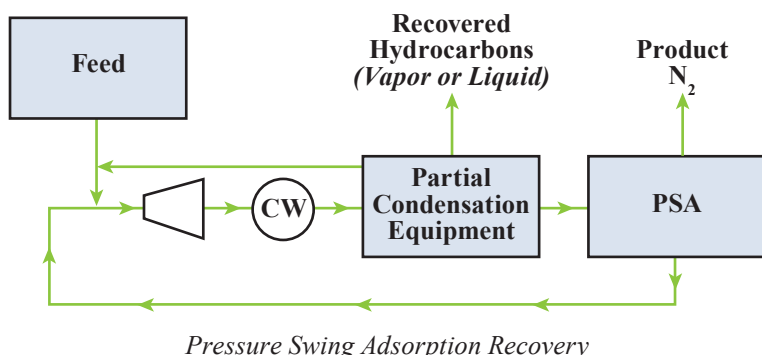 Feed
Recovered
Hydrocarbons
(Vapor or Liquid)
Product
N₂
CW
Partial
Condensation
Equipment
PSA
Pressure Swing Adsorption Recovery